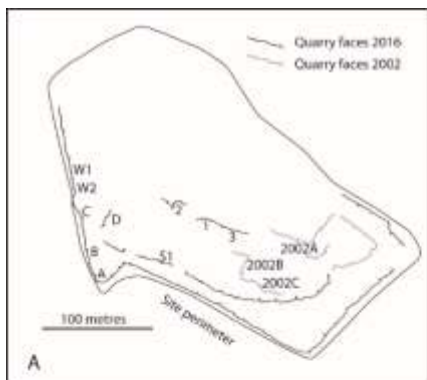 A
Quarry faces 2016
Quarry faces 2002
W1
W2
C
D
2
1
3
B
S1
2002A
2002B
2002C
A
100 metres
Site perimeter